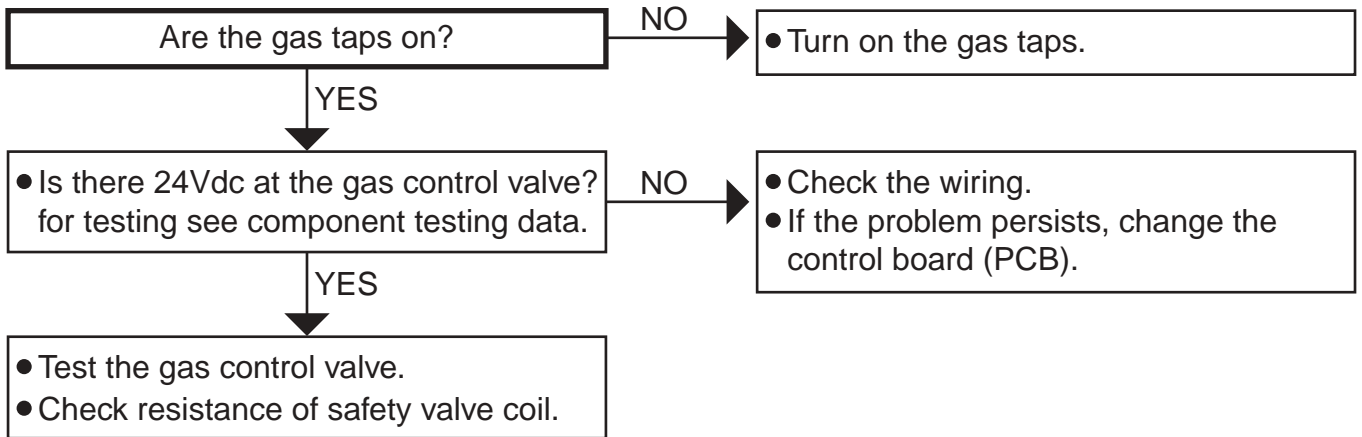 Are the gas taps on?
NO
● Turn on the gas taps.
YES
● Is there 24Vdc at the gas control valve?
for testing see component testing data.
NO
● Check the wiring.
● If the problem persists, change the
control board (PCB).
YES
● Test the gas control valve.
● Check resistance of safety valve coil.